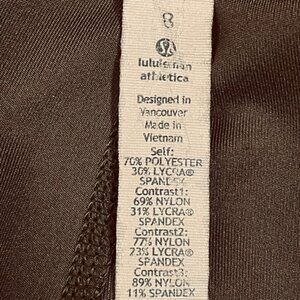 8
lululemon
athletica
Designed in
Vancouver
Made in
Vietnam
Self:
70% POLYESTER
30% LYCRA®
SPANDEX
Contrast1:
69% NYLON
31% LYCRA®
SPANDEX
Contrast2:
77% NYLON
23% LYCRA®
SPANDEX
Contrast3:
89% NYLON
11% SPANDEX